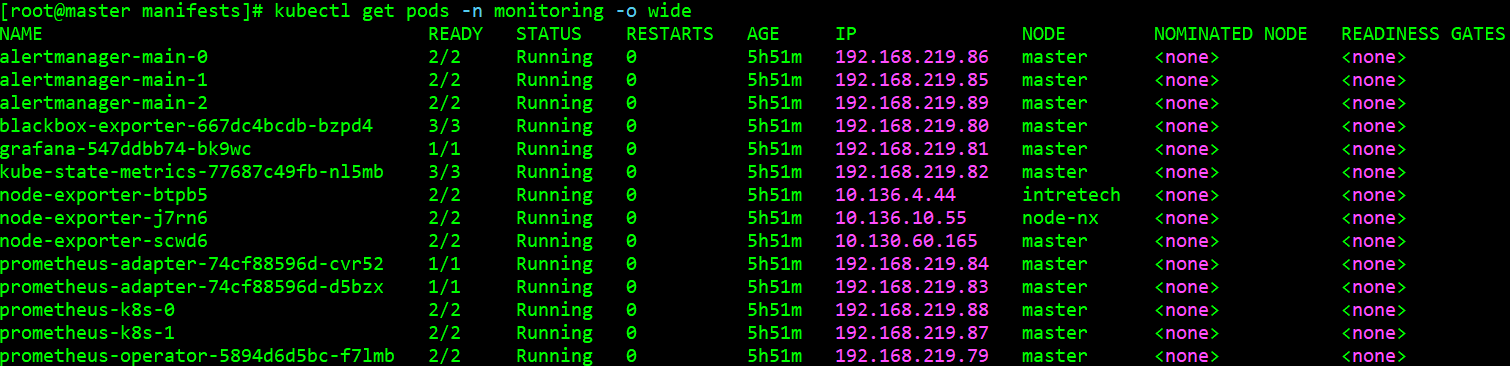 [root@master manifests]# kubectl get pods -n monitoring -o wide
NAME READY STATUS RESTARTS AGE IP NODE NOMINATED NODE READINESS GATES
alertmanager-main-0 2/2 Running 0 5h51m 192.168.219.86 master <none> <none>
alertmanager-main-1 2/2 Running 0 5h51m 192.168.219.85 master <none> <none>
alertmanager-main-2 2/2 Running 0 5h51m 192.168.219.89 master <none> <none>
blackbox-exporter-667dc4bcdb-bzpd4 3/3 Running 0 5h51m 192.168.219.80 master <none> <none>
grafana-547ddbb74-bk9wc 1/1 Running 0 5h51m 192.168.219.81 master <none> <none>
kube-state-metrics-77687c49fb-nl5mb 3/3 Running 0 5h51m 192.168.219.82 master <none> <none>
node-exporter-btpb5 2/2 Running 0 5h51m 10.136.4.44 intretech <none> <none>
node-exporter-j7rn6 2/2 Running 0 5h51m 10.136.10.55 node-nx <none> <none>
node-exporter-scwd6 2/2 Running 0 5h51m 10.130.60.165 master <none> <none>
prometheus-adapter-74cf88596d-cvr52 1/1 Running 0 5h51m 192.168.219.84 master <none> <none>
prometheus-adapter-74cf88596d-d5bzx 1/1 Running 0 5h51m 192.168.219.83 master <none> <none>
prometheus-k8s-0 2/2 Running 0 5h51m 192.168.219.88 master <none> <none>
prometheus-k8s-1 2/2 Running 0 5h51m 192.168.219.87 master <none> <none>
prometheus-operator-5894d6d5bc-f7lmb 2/2 Running 0 5h51m 192.168.219.79 master <none> <none>